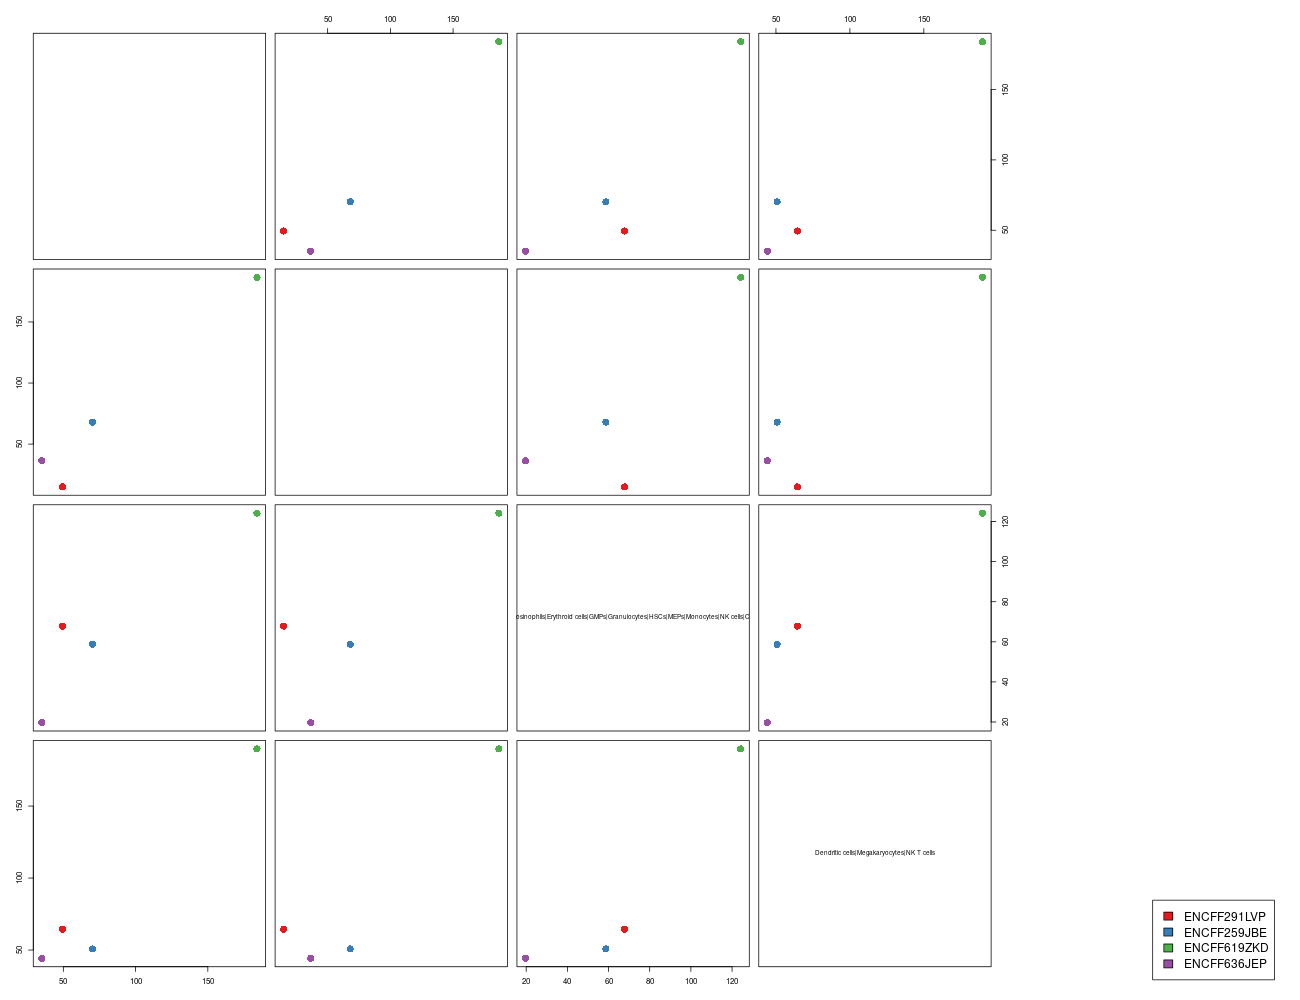 50 100 150 50 100 150
150
100
50
150
100
50
osinophils|Erythroid cells|GMPs|Granulocytes|HSCs|MEPs|Monocytes|NK cells|C
120
100
80
60
40
20
150
100
50
Dendritic cells|Megakaryocytes|NK T cells
50 100 150 20 40 60 80 100 120
ENCFF291LVP
ENCFF259JBE
ENCFF619ZKD
ENCFF636JEP